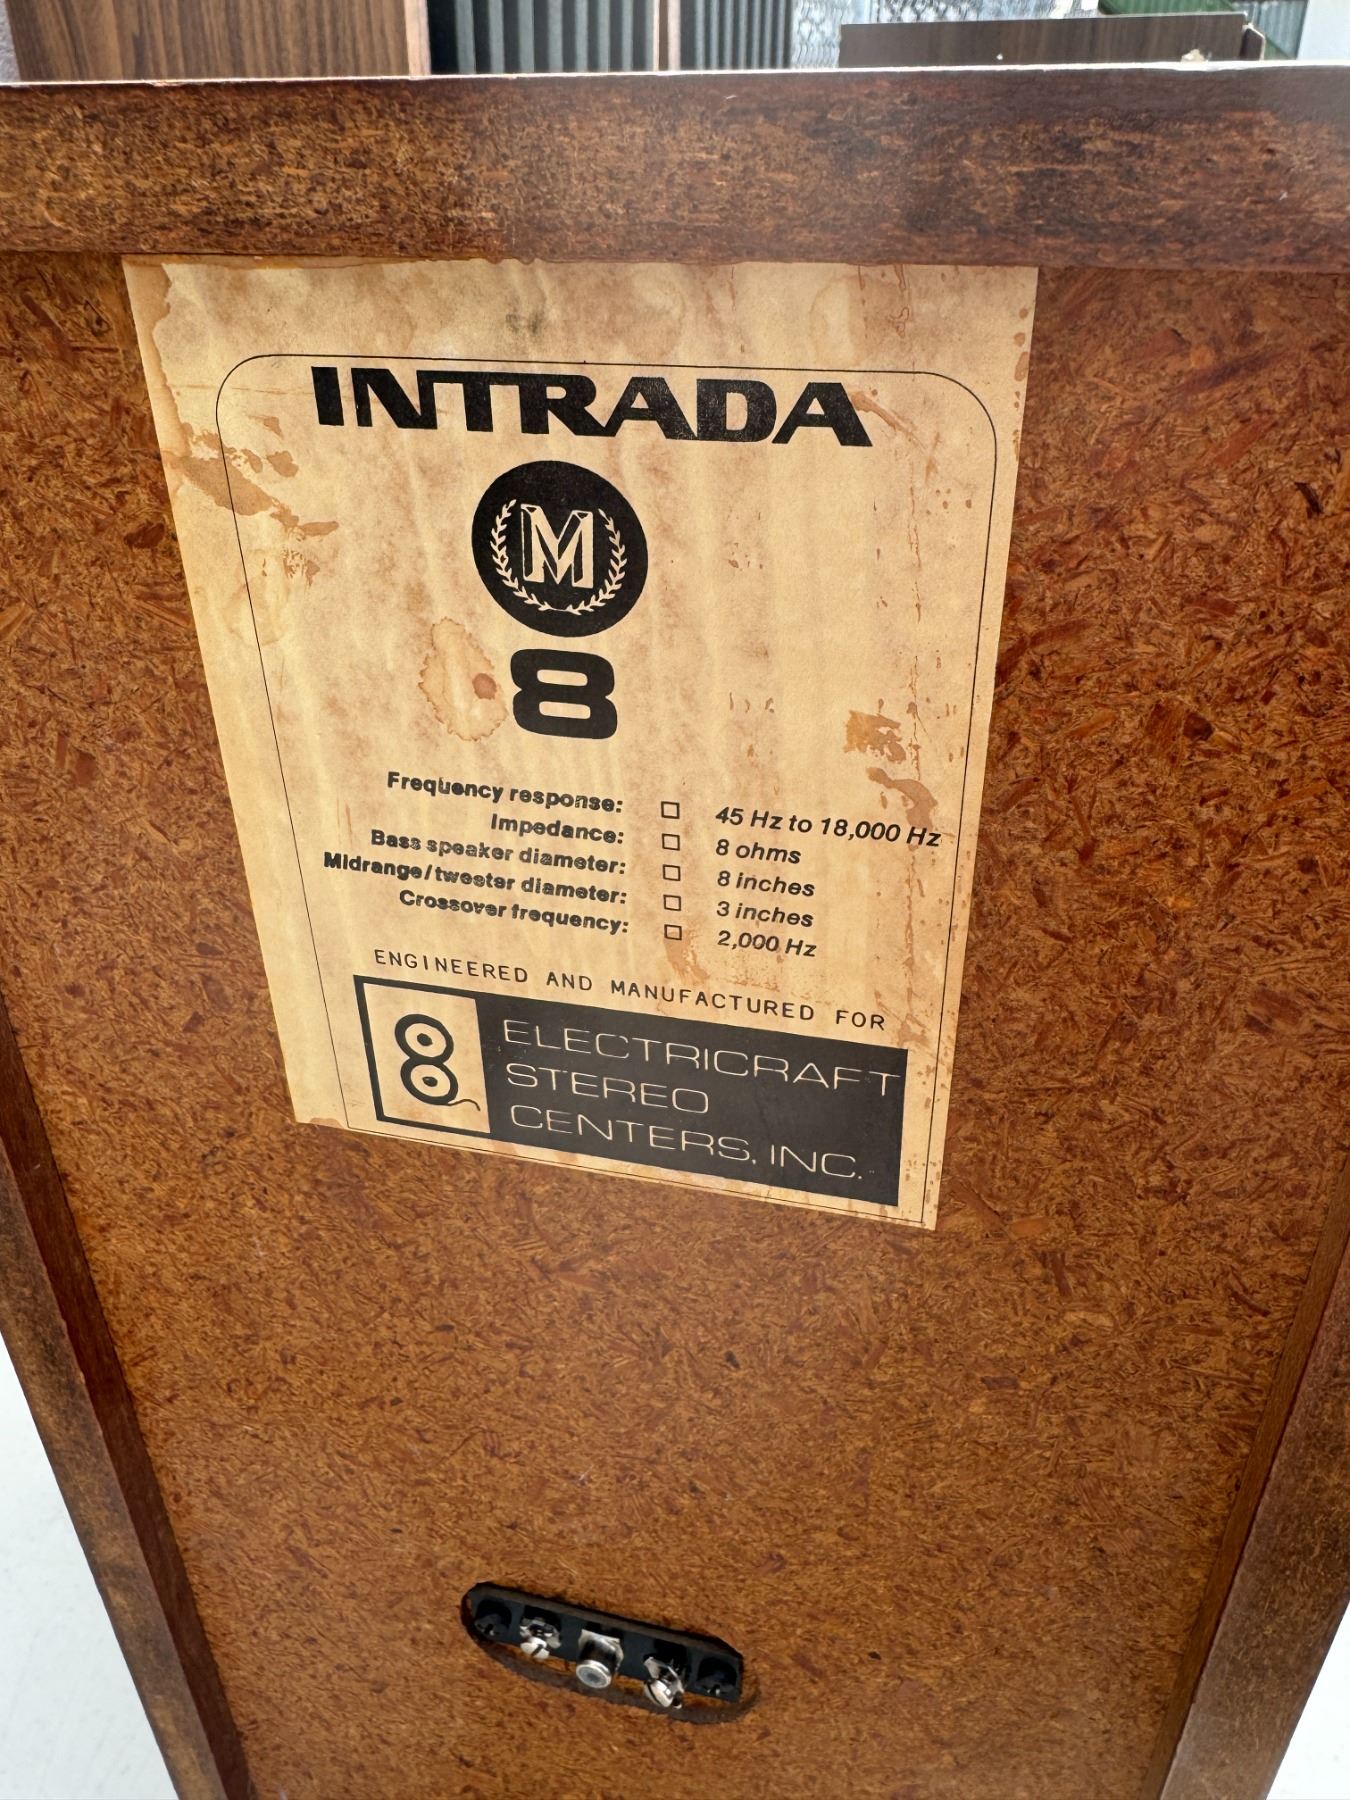 INTRADA
M
8
Frequency response: □ 45 Hz to 18,000 Hz
Impedance: □ 8 ohms
Bass speaker diameter: □ 8 inches
Midrange/tweeter diameter: □ 3 inches
Crossover frequency: □ 2,000 Hz
ENGINEERED AND MANUFACTURED FOR
ELECTRICRAFT
STEREO
CENTERS, INC.